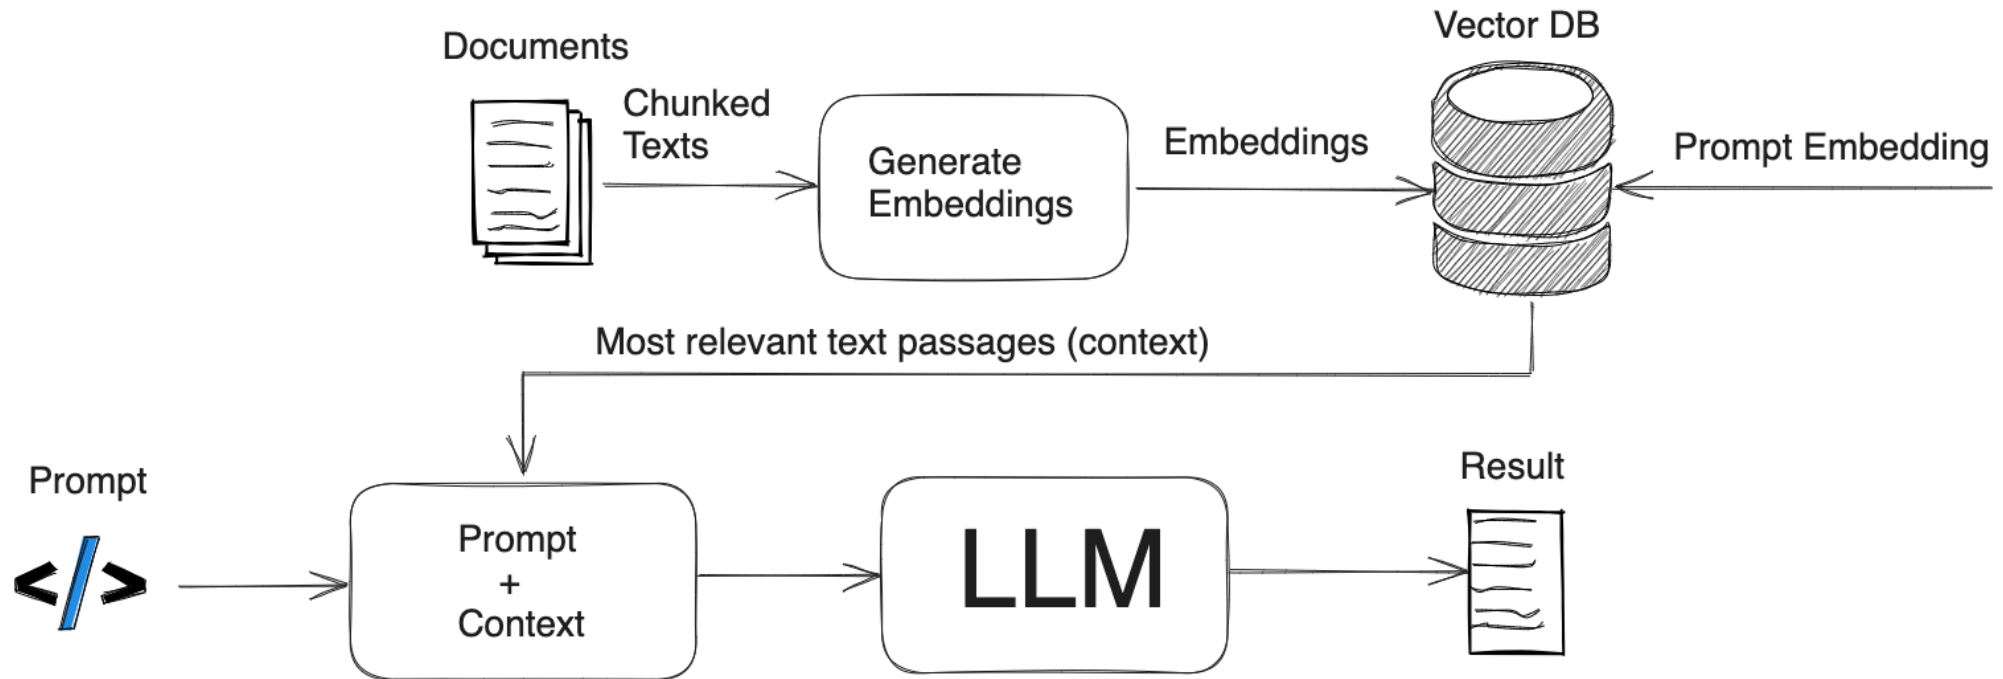 Documents
Chunked
Texts
Generate
Embeddings
Embeddings
Vector DB
Prompt Embedding
Most relevant text passages (context)
Prompt
</>
Prompt
+
Context
LLM
Result